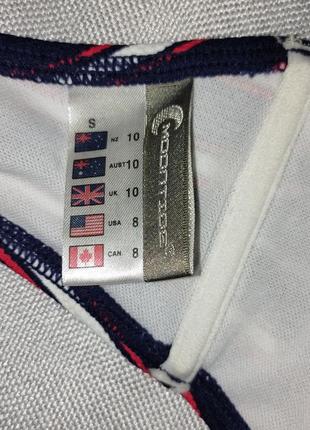 S
NZ 10
AUST 10
UK 10
USA 8
CAN. 8
MOONTIDE